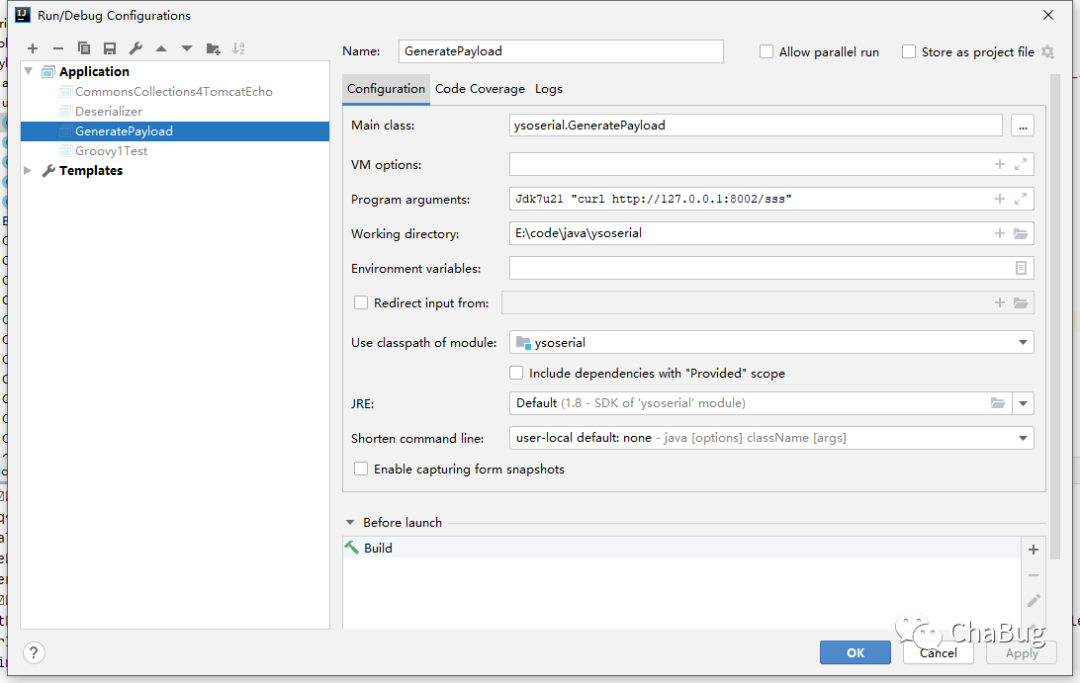 Run/Debug Configurations
Name: GeneratePayload Allow parallel run Store as project file
Application
CommonsCollections4TomcatEcho
Deserializer
GeneratePayload
Groovy1Test
Templates
Configuration Code Coverage Logs
Main class: ysoserial.GeneratePayload ...
VM options:
Program arguments: Jdk7u21 "curl http://127.0.0.1:8002/sss"
Working directory: E:\code\java\ysoserial
Environment variables:
Redirect input from:
Use classpath of module: ysoserial
Include dependencies with "Provided" scope
JRE: Default (1.8 - SDK of 'ysoserial' module)
Shorten command line: user-local default: none - java [options] className [args]
Enable capturing form snapshots
Before launch
Build
? OK Cancel Apply
ChaBug